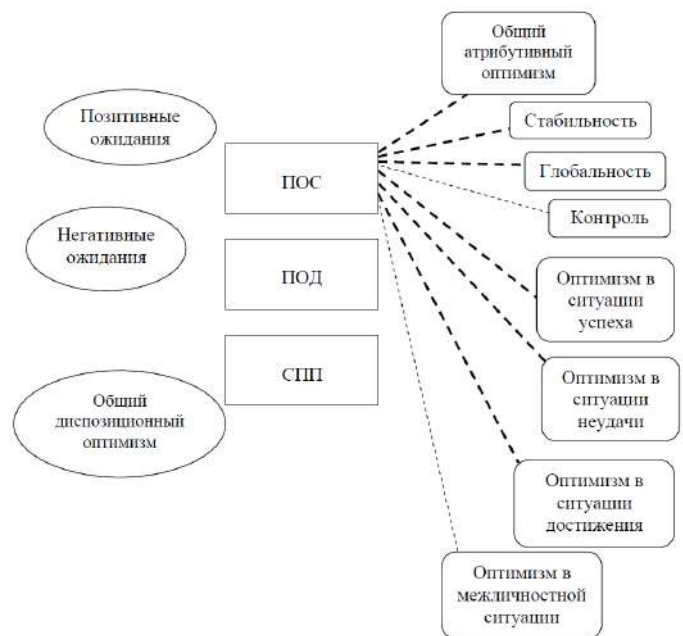 Общий
атрибутивный
оптимизм
Позитивные
ожидания
Стабильность
ПОС
Глобальность
Контроль
Негативные
ожидания
ПОД
Оптимизм в
ситуации
успеха
СПП
Оптимизм в
ситуации
неудачи
Общий
диспозиционный
оптимизм
Оптимизм в
ситуации
достижения
Оптимизм в
межличностной
ситуации